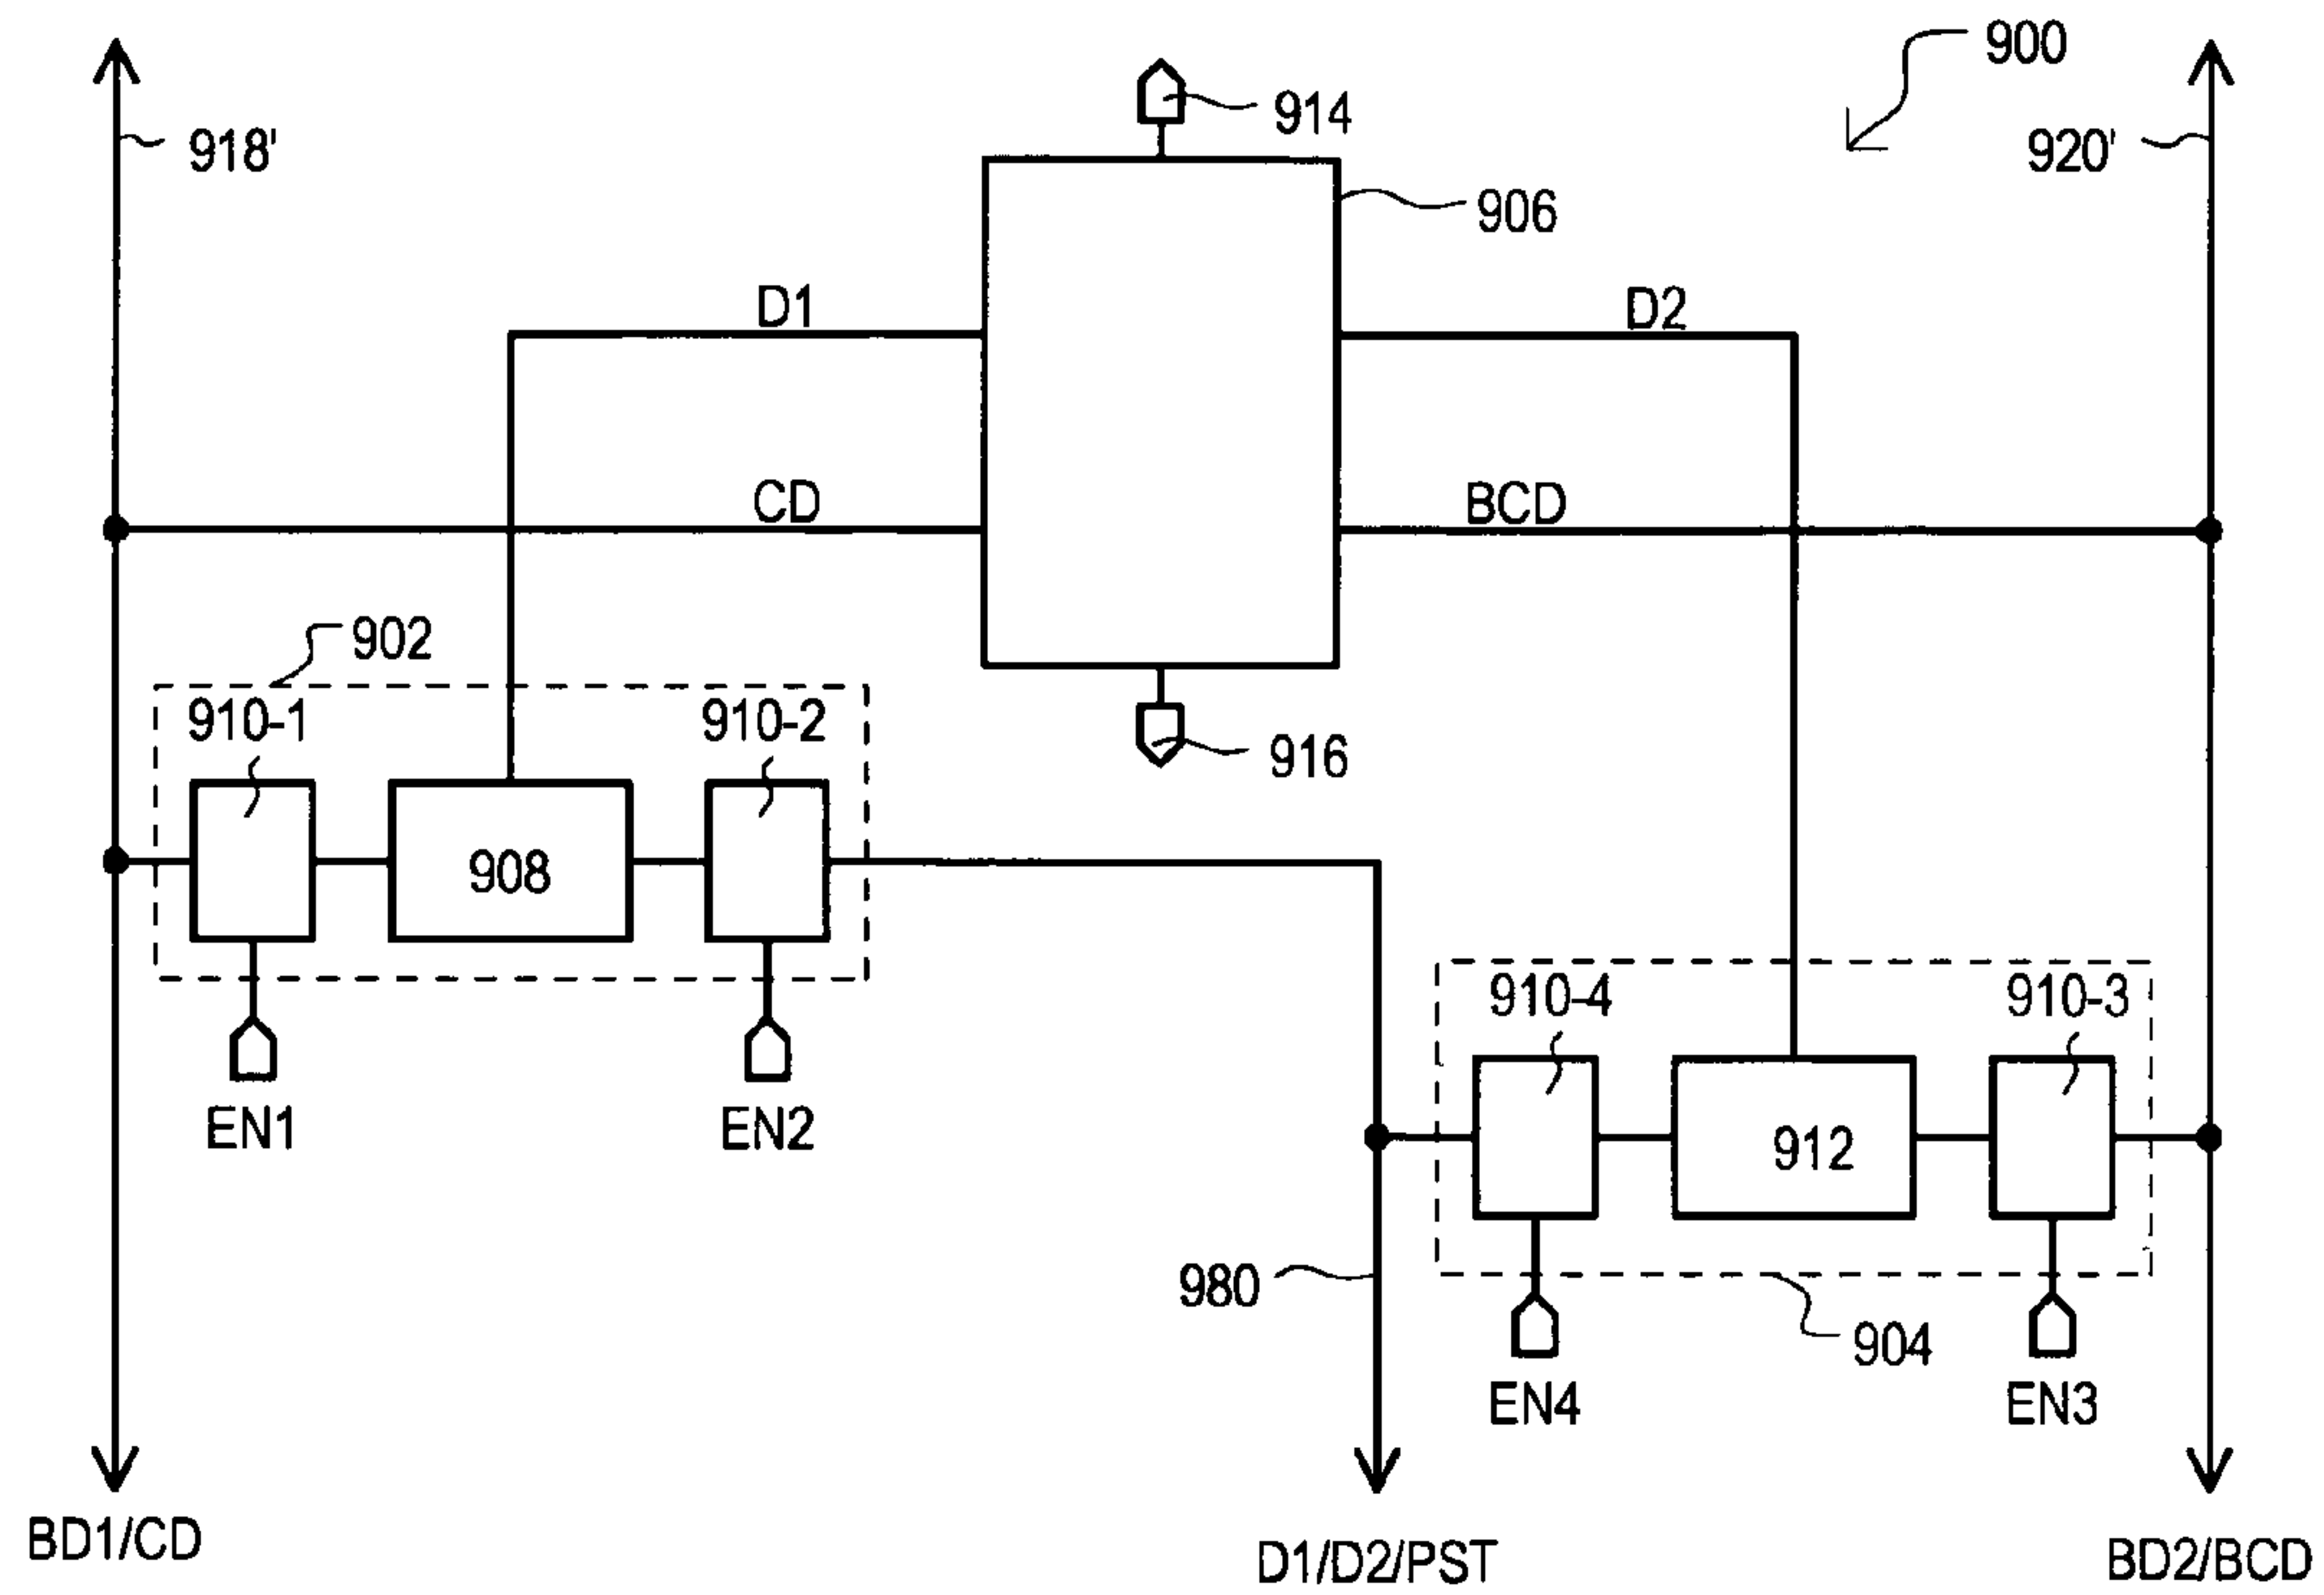 900
914
918'
920'
906
D1
D2
CD
BCD
902
910-1
910-2
916
908
910-4
910-3
EN1
EN2
912
980
904
EN4
EN3
BD1/CD
D1/D2/PST
BD2/BCD